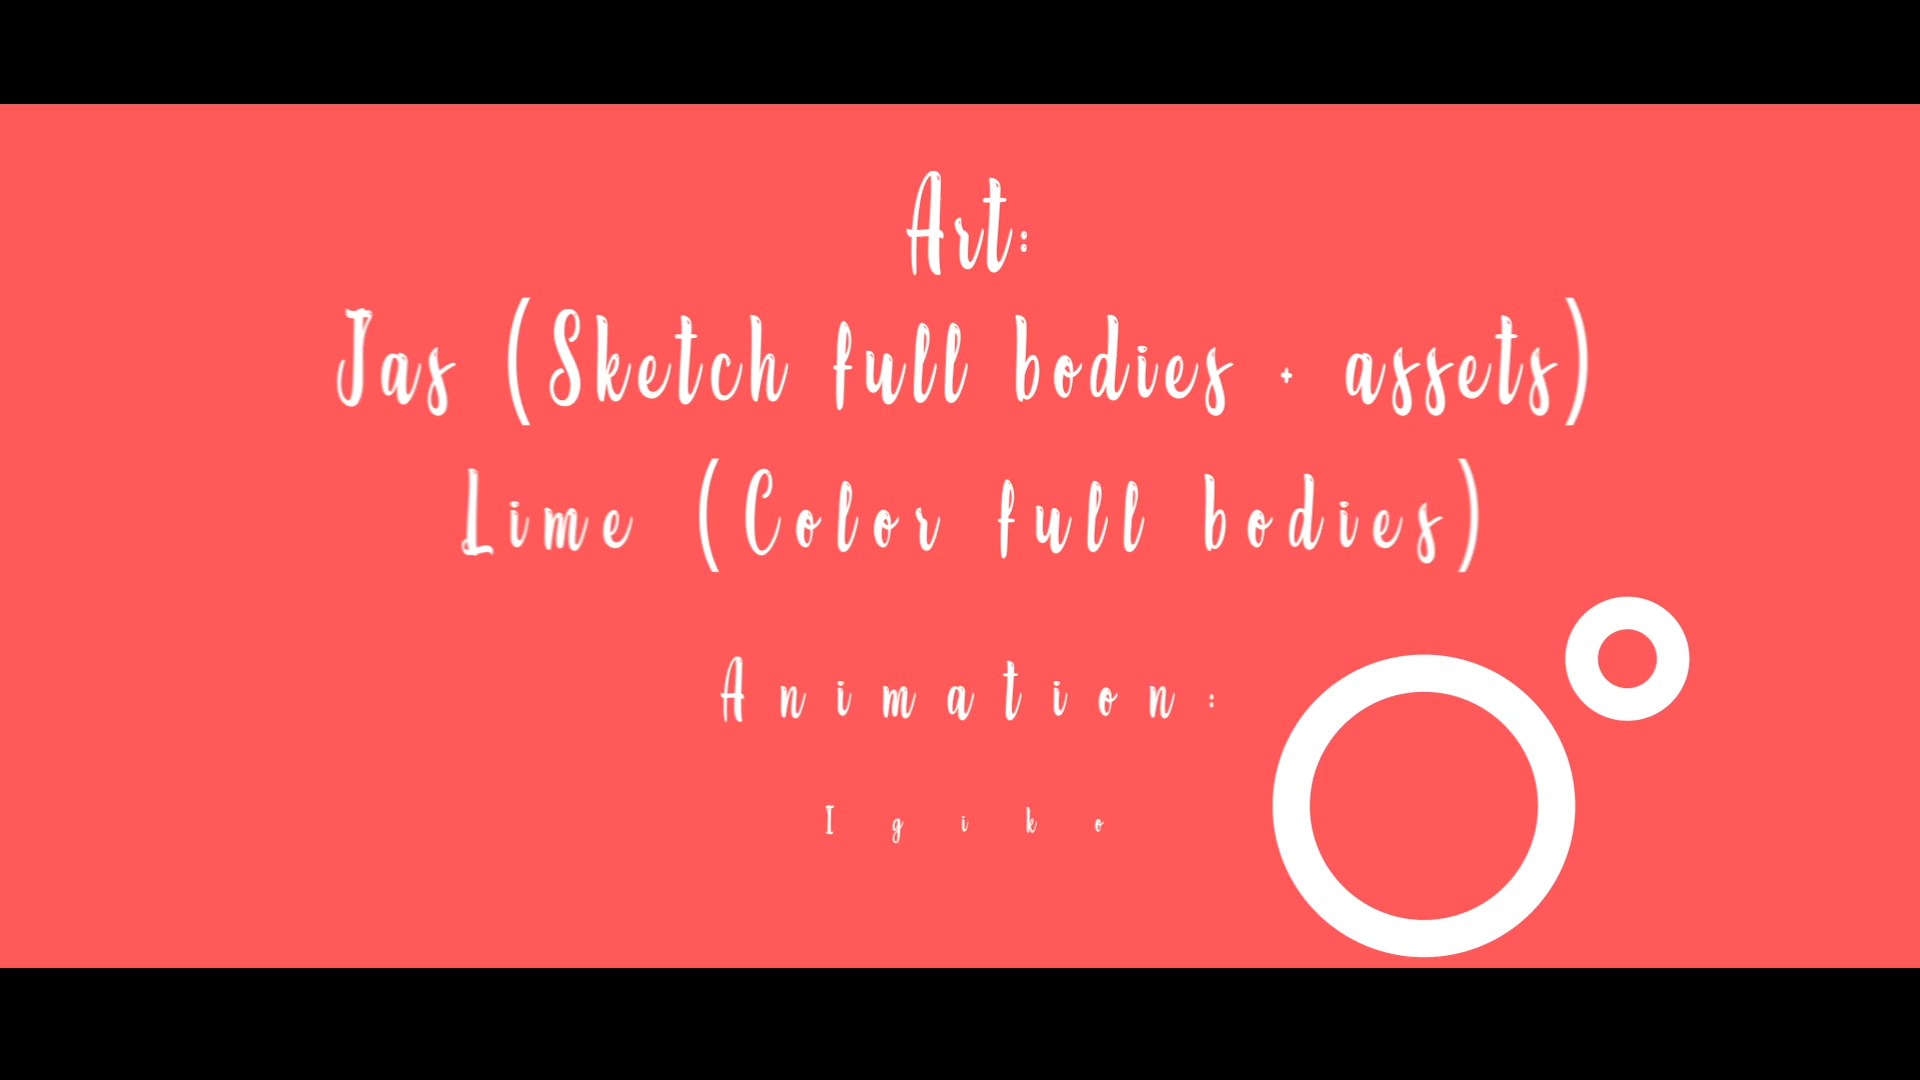 Art:
Jas (Sketch full bodies + assets)
Lime (Color full bodies)
Animation:
Igiko